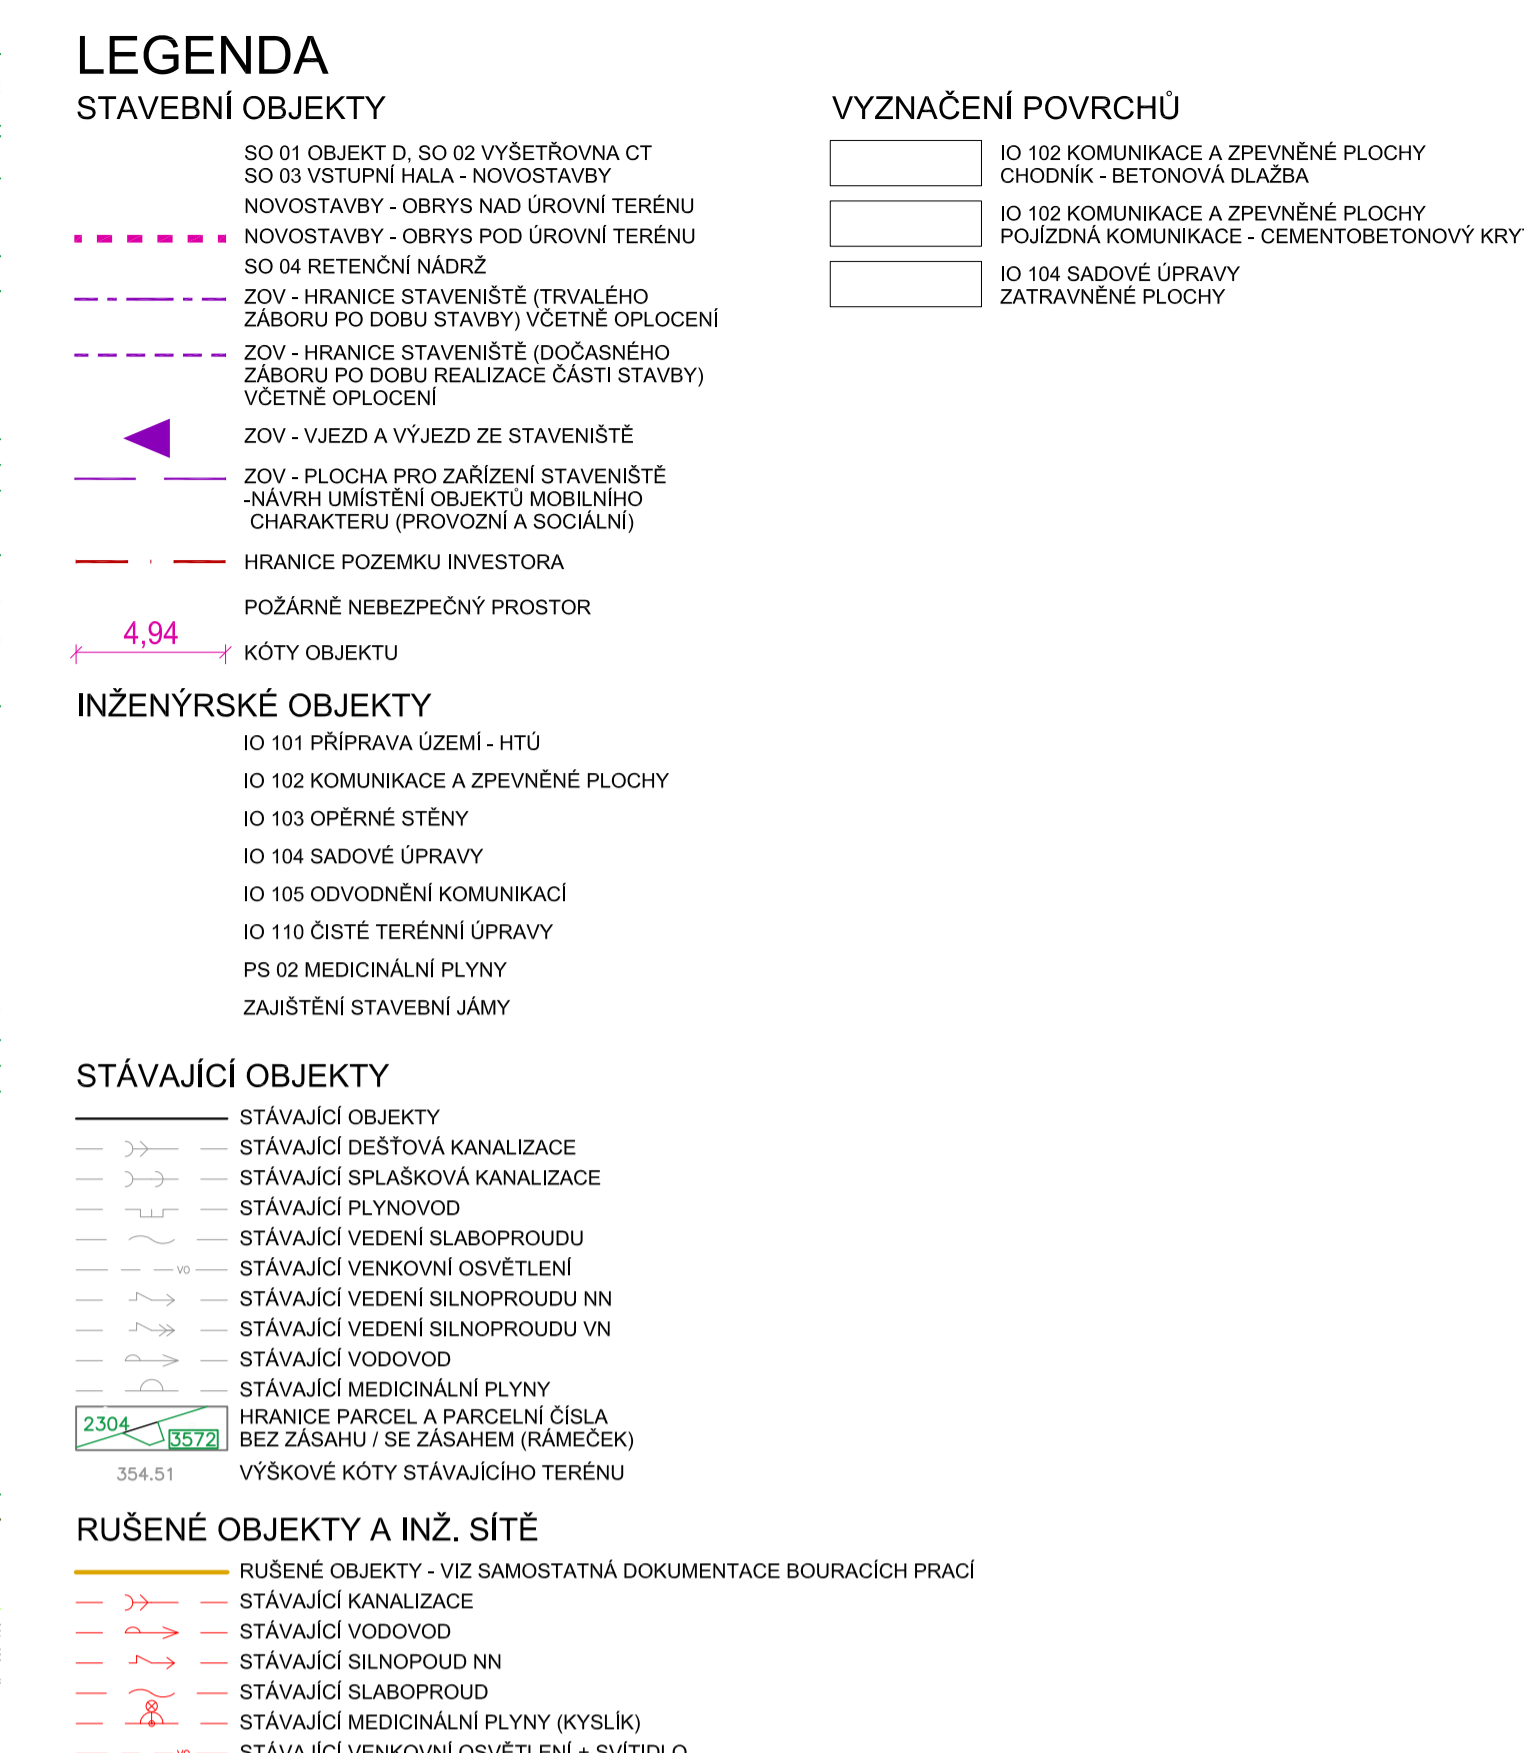 LEGENDA
STAVEBNÍ OBJEKTY
SO 01 OBJEKT D, SO 02 VYŠETŘOVNA CT
SO 03 VSTUPNÍ HALA - NOVOSTAVBY
NOVOSTAVBY - OBRYS NAD ÚROVNÍ TERÉNU
NOVOSTAVBY - OBRYS POD ÚROVNÍ TERÉNU
SO 04 RETENČNÍ NÁDRŽ
ZOV - HRANICE STAVENIŠTĚ (TRVALÉHO
ZÁBORU PO DOBU STAVBY) VČETNĚ OPLOCENÍ
ZOV - HRANICE STAVENIŠTĚ (DOČASNÉHO
ZÁBORU PO DOBU REALIZACE ČÁSTI STAVBY)
VČETNĚ OPLOCENÍ
ZOV - VJEZD A VÝJEZD ZE STAVENIŠTĚ
ZOV - PLOCHA PRO ZAŘÍZENÍ STAVENIŠTĚ
-NÁVRH UMÍSTĚNÍ OBJEKTŮ MOBILNÍHO
CHARAKTERU (PROVOZNÍ A SOCIÁLNÍ)
HRANICE POZEMKU INVESTORA
POŽÁRNĚ NEBEZPEČNÝ PROSTOR
4,94
KÓTY OBJEKTU
VYZNAČENÍ POVRCHŮ
IO 102 KOMUNIKACE A ZPEVNĚNÉ PLOCHY
CHODNÍK - BETONOVÁ DLAŽBA
IO 102 KOMUNIKACE A ZPEVNĚNÉ PLOCHY
POJÍZDNÁ KOMUNIKACE - CEMENTOBETONOVÝ KRYT
IO 104 SADOVÉ ÚPRAVY
ZATRAVNĚNÉ PLOCHY
INŽENÝRSKÉ OBJEKTY
IO 101 PŘÍPRAVA ÚZEMÍ - HTÚ
IO 102 KOMUNIKACE A ZPEVNĚNÉ PLOCHY
IO 103 OPĚRNÉ STĚNY
IO 104 SADOVÉ ÚPRAVY
IO 105 ODVODNĚNÍ KOMUNIKACÍ
IO 110 ČISTÉ TERÉNNÍ ÚPRAVY
PS 02 MEDICINÁLNÍ PLYNY
ZAJIŠTĚNÍ STAVEBNÍ JÁMY
STÁVAJÍCÍ OBJEKTY
STÁVAJÍCÍ OBJEKTY
STÁVAJÍCÍ DEŠŤOVÁ KANALIZACE
STÁVAJÍCÍ SPLAŠKOVÁ KANALIZACE
STÁVAJÍCÍ PLYNOVOD
STÁVAJÍCÍ VEDENÍ SLABOPROUDU
VO STÁVAJÍCÍ VENKOVNÍ OSVĚTLENÍ
STÁVAJÍCÍ VEDENÍ SILNOPROUDU NN
STÁVAJÍCÍ VEDENÍ SILNOPROUDU VN
STÁVAJÍCÍ VODOVOD
STÁVAJÍCÍ MEDICINÁLNÍ PLYNY
2304 3572
HRANICE PARCEL A PARCELNÍ ČÍSLA
BEZ ZÁSAHU / SE ZÁSAHEM (RÁMEČEK)
354.51 VÝŠKOVÉ KÓTY STÁVAJÍCÍHO TERÉNU
RUŠENÉ OBJEKTY A INŽ. SÍTĚ
RUŠENÉ OBJEKTY - VIZ SAMOSTATNÁ DOKUMENTACE BOURACÍCH PRACÍ
STÁVAJÍCÍ KANALIZACE
STÁVAJÍCÍ VODOVOD
STÁVAJÍCÍ SILNOPOUD NN
STÁVAJÍCÍ SLABOPROUD
STÁVAJÍCÍ MEDICINÁLNÍ PLYNY (KYSLÍK)
VO STÁVAJÍCÍ VENKOVNÍ OSVĚTLENÍ + SVÍTIDLO